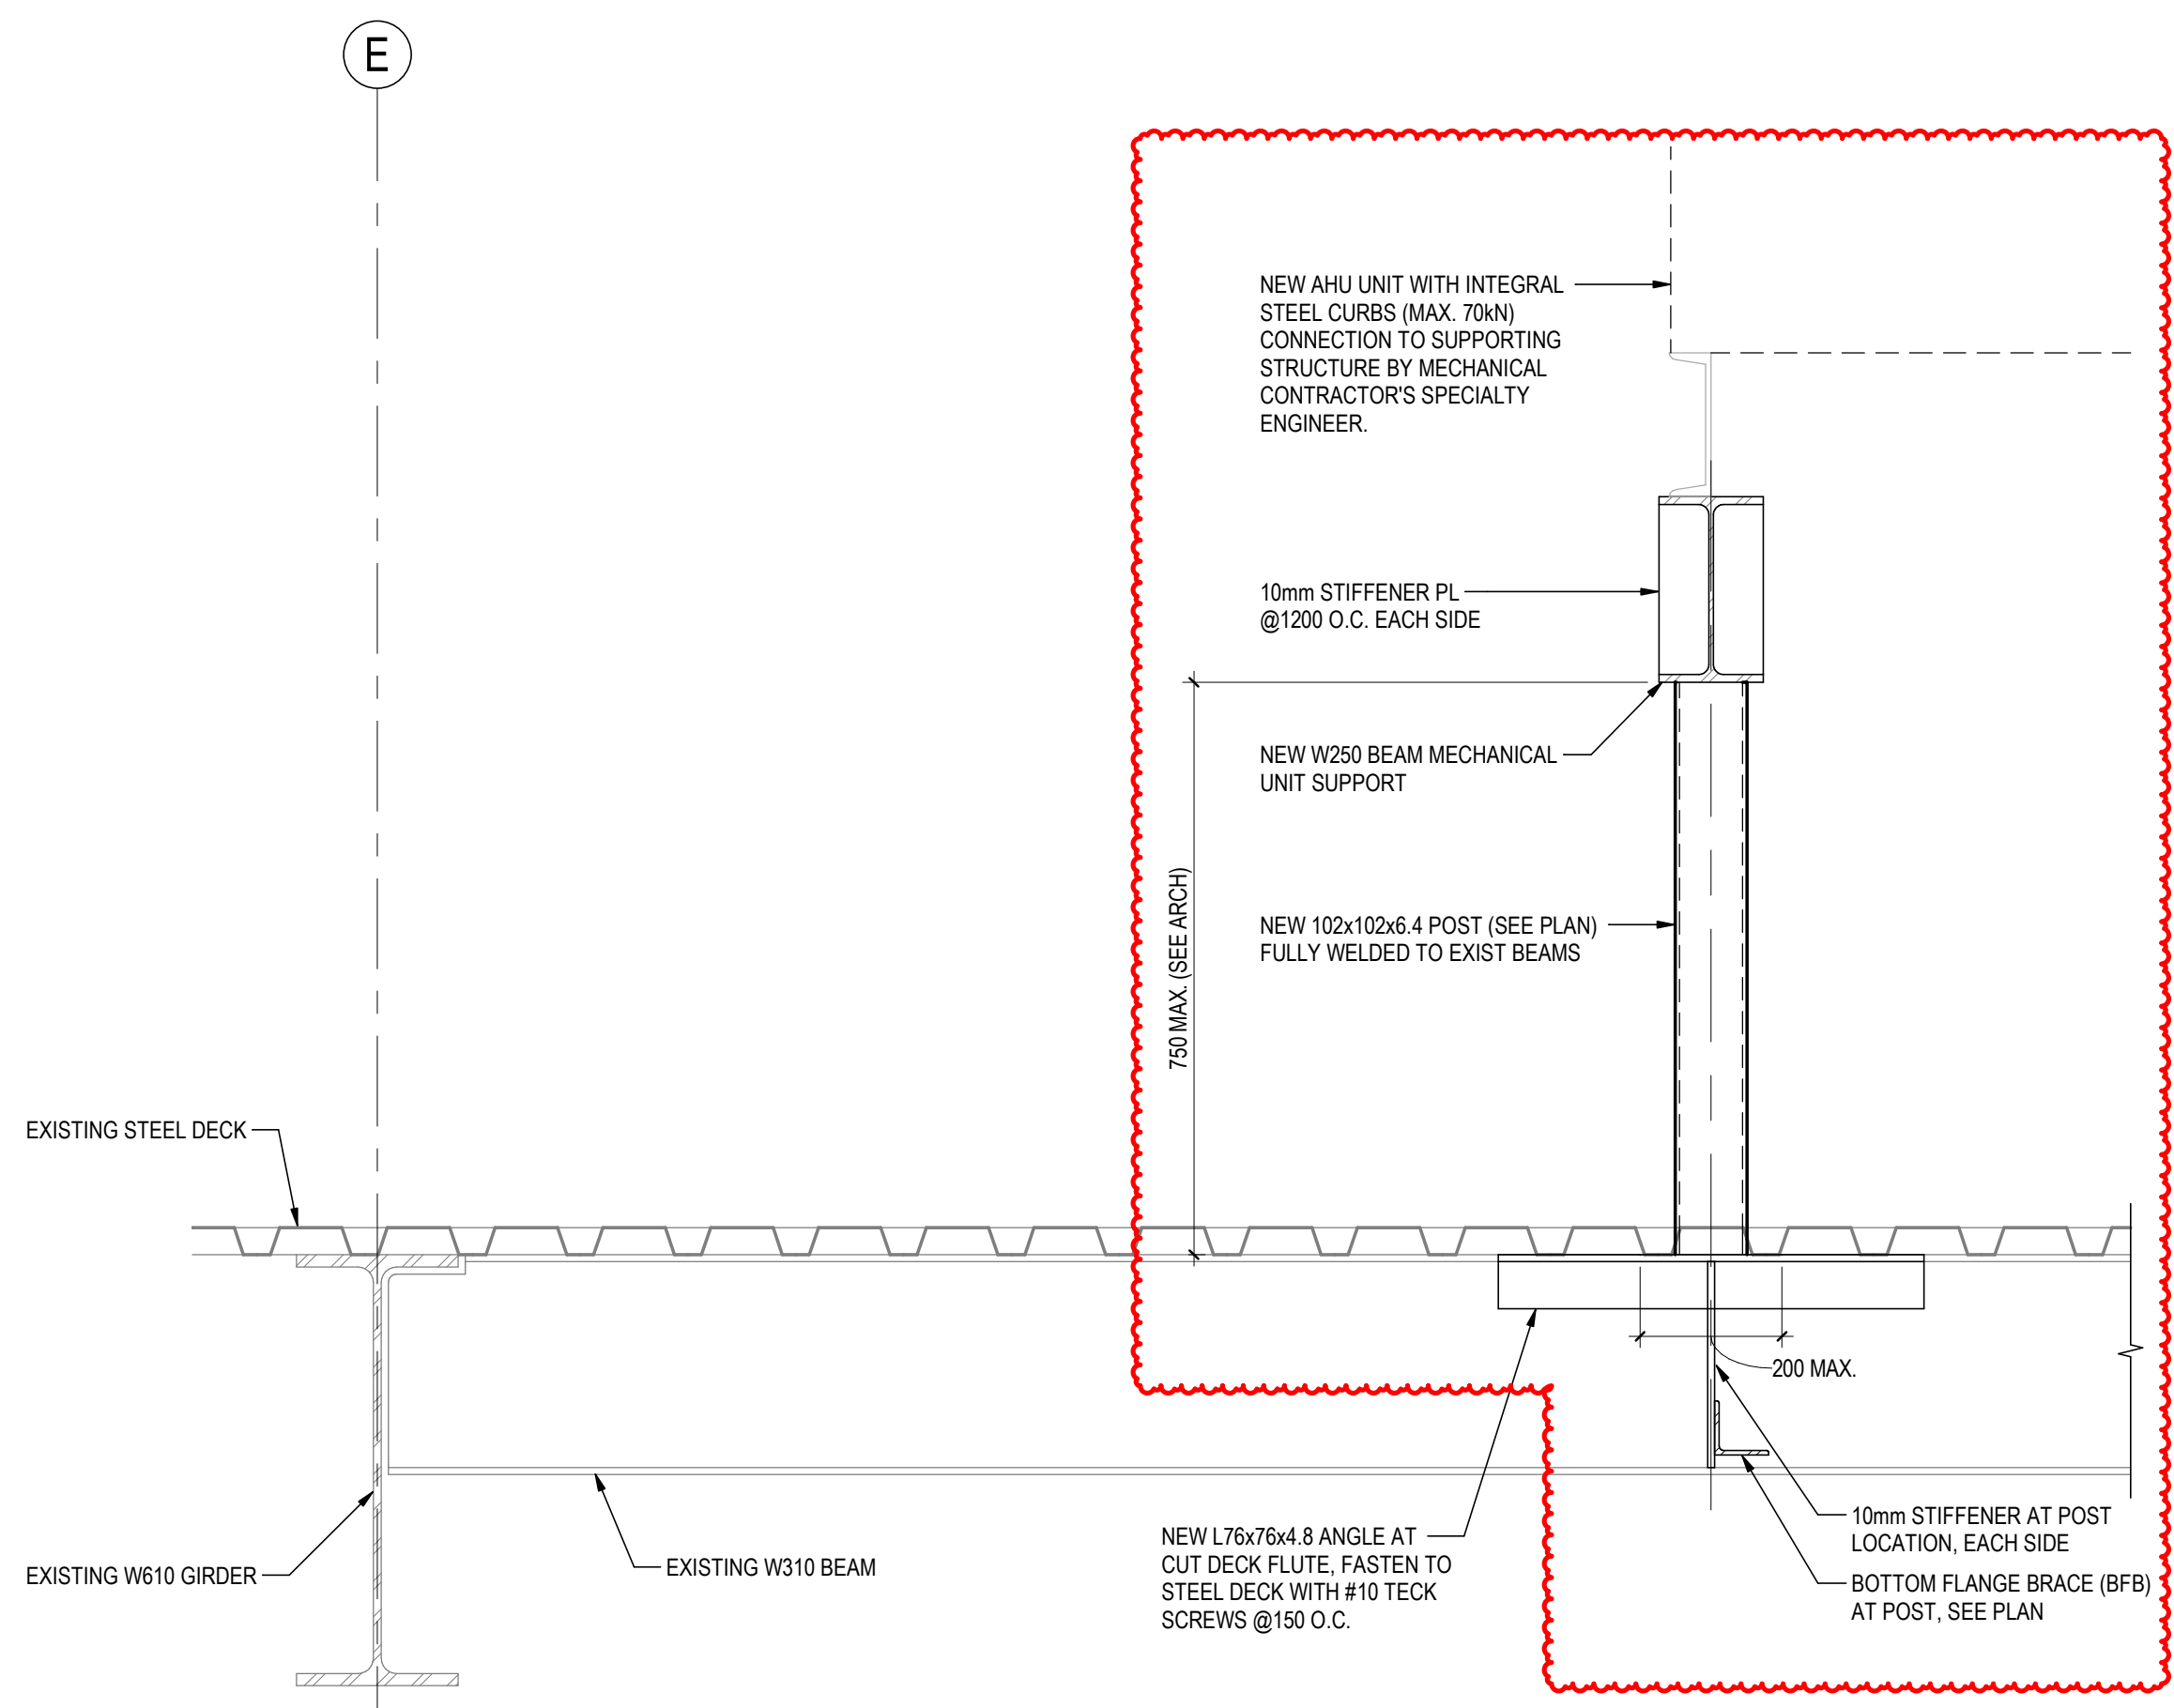 E
NEW AHU UNIT WITH INTEGRAL
STEEL CURBS (MAX. 70kN)
CONNECTION TO SUPPORTING
STRUCTURE BY MECHANICAL
CONTRACTOR'S SPECIALTY
ENGINEER.
10mm STIFFENER PL
@1200 O.C. EACH SIDE
NEW W250 BEAM MECHANICAL
UNIT SUPPORT
750 MAX. (SEE ARCH)
NEW 102x102x6.4 POST (SEE PLAN)
FULLY WELDED TO EXIST BEAMS
EXISTING STEEL DECK
200 MAX.
EXISTING W610 GIRDER
EXISTING W310 BEAM
NEW L76x76x4.8 ANGLE AT
CUT DECK FLUTE, FASTEN TO
STEEL DECK WITH #10 TECK
SCREWS @150 O.C.
10mm STIFFENER AT POST
LOCATION, EACH SIDE
BOTTOM FLANGE BRACE (BFB)
AT POST, SEE PLAN